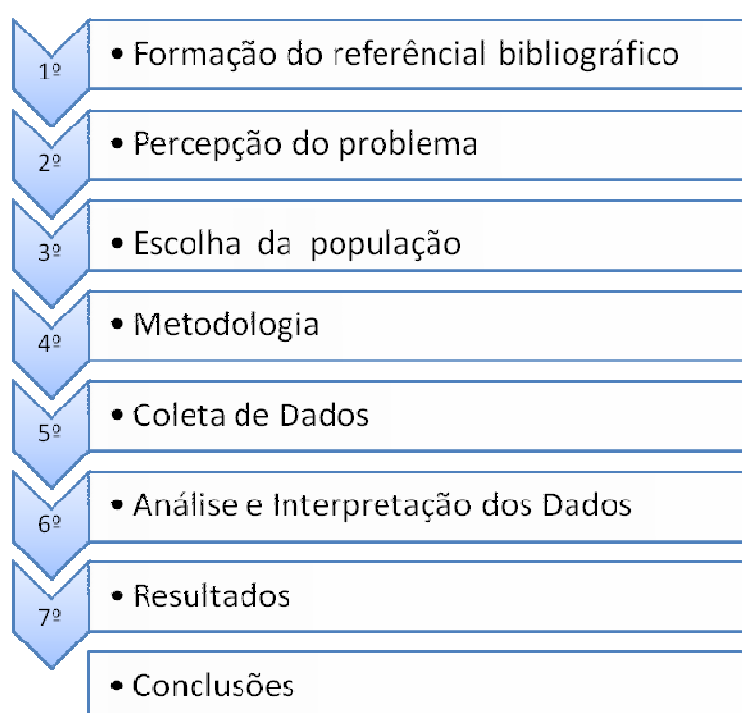 1º
• Formação do referêncial bibliográfico
2º
• Percepção do problema
3º
• Escolha da população
4º
• Metodologia
5º
• Coleta de Dados
6º
• Análise e Interpretação dos Dados
7º
• Resultados
• Conclusões